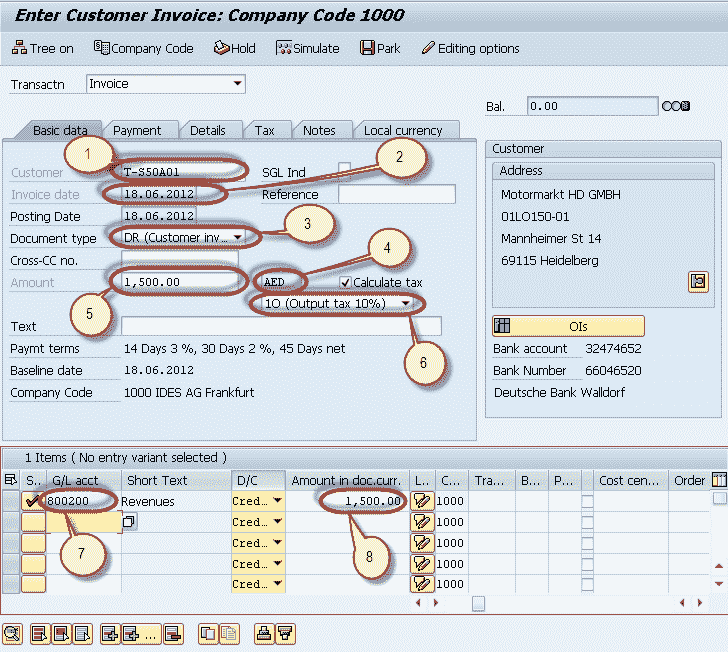 Enter Customer Invoice: Company Code 1000
Tree on Company Code Hold Simulate Park Editing options
Transactn Invoice
Bal. 0.00
Basic data Payment Details Tax Notes Local currency
1
2
Customer T-S50A01 SGL Ind
Invoice date 18.06.2012 Reference
Posting Date 18.06.2012
3
Document type DR (Customer inv...
4
Cross-CC no.
Amount 1,500.00 AED Calculate tax
5
1O (Output tax 10%)
6
Text
Paymt terms 14 Days 3 %, 30 Days 2 %, 45 Days net
Baseline date 18.06.2012
Company Code 1000 IDES AG Frankfurt
Customer
Address
Motormarkt HD GMBH
01LO150-01
Mannheimer St 14
69115 Heidelberg
OIs
Bank account 32474652
Bank Number 66046520
Deutsche Bank Walldorf
1 Items ( No entry variant selected )
S.. G/L acct Short Text D/C Amount in doc.curr. L.. C... Tra... B... P... Cost cen... Order
800200 Revenues Cred... 1,500.00 1000
Cred... 1000
Cred... 1000
Cred... 1000
Cred... 1000
7
8
...